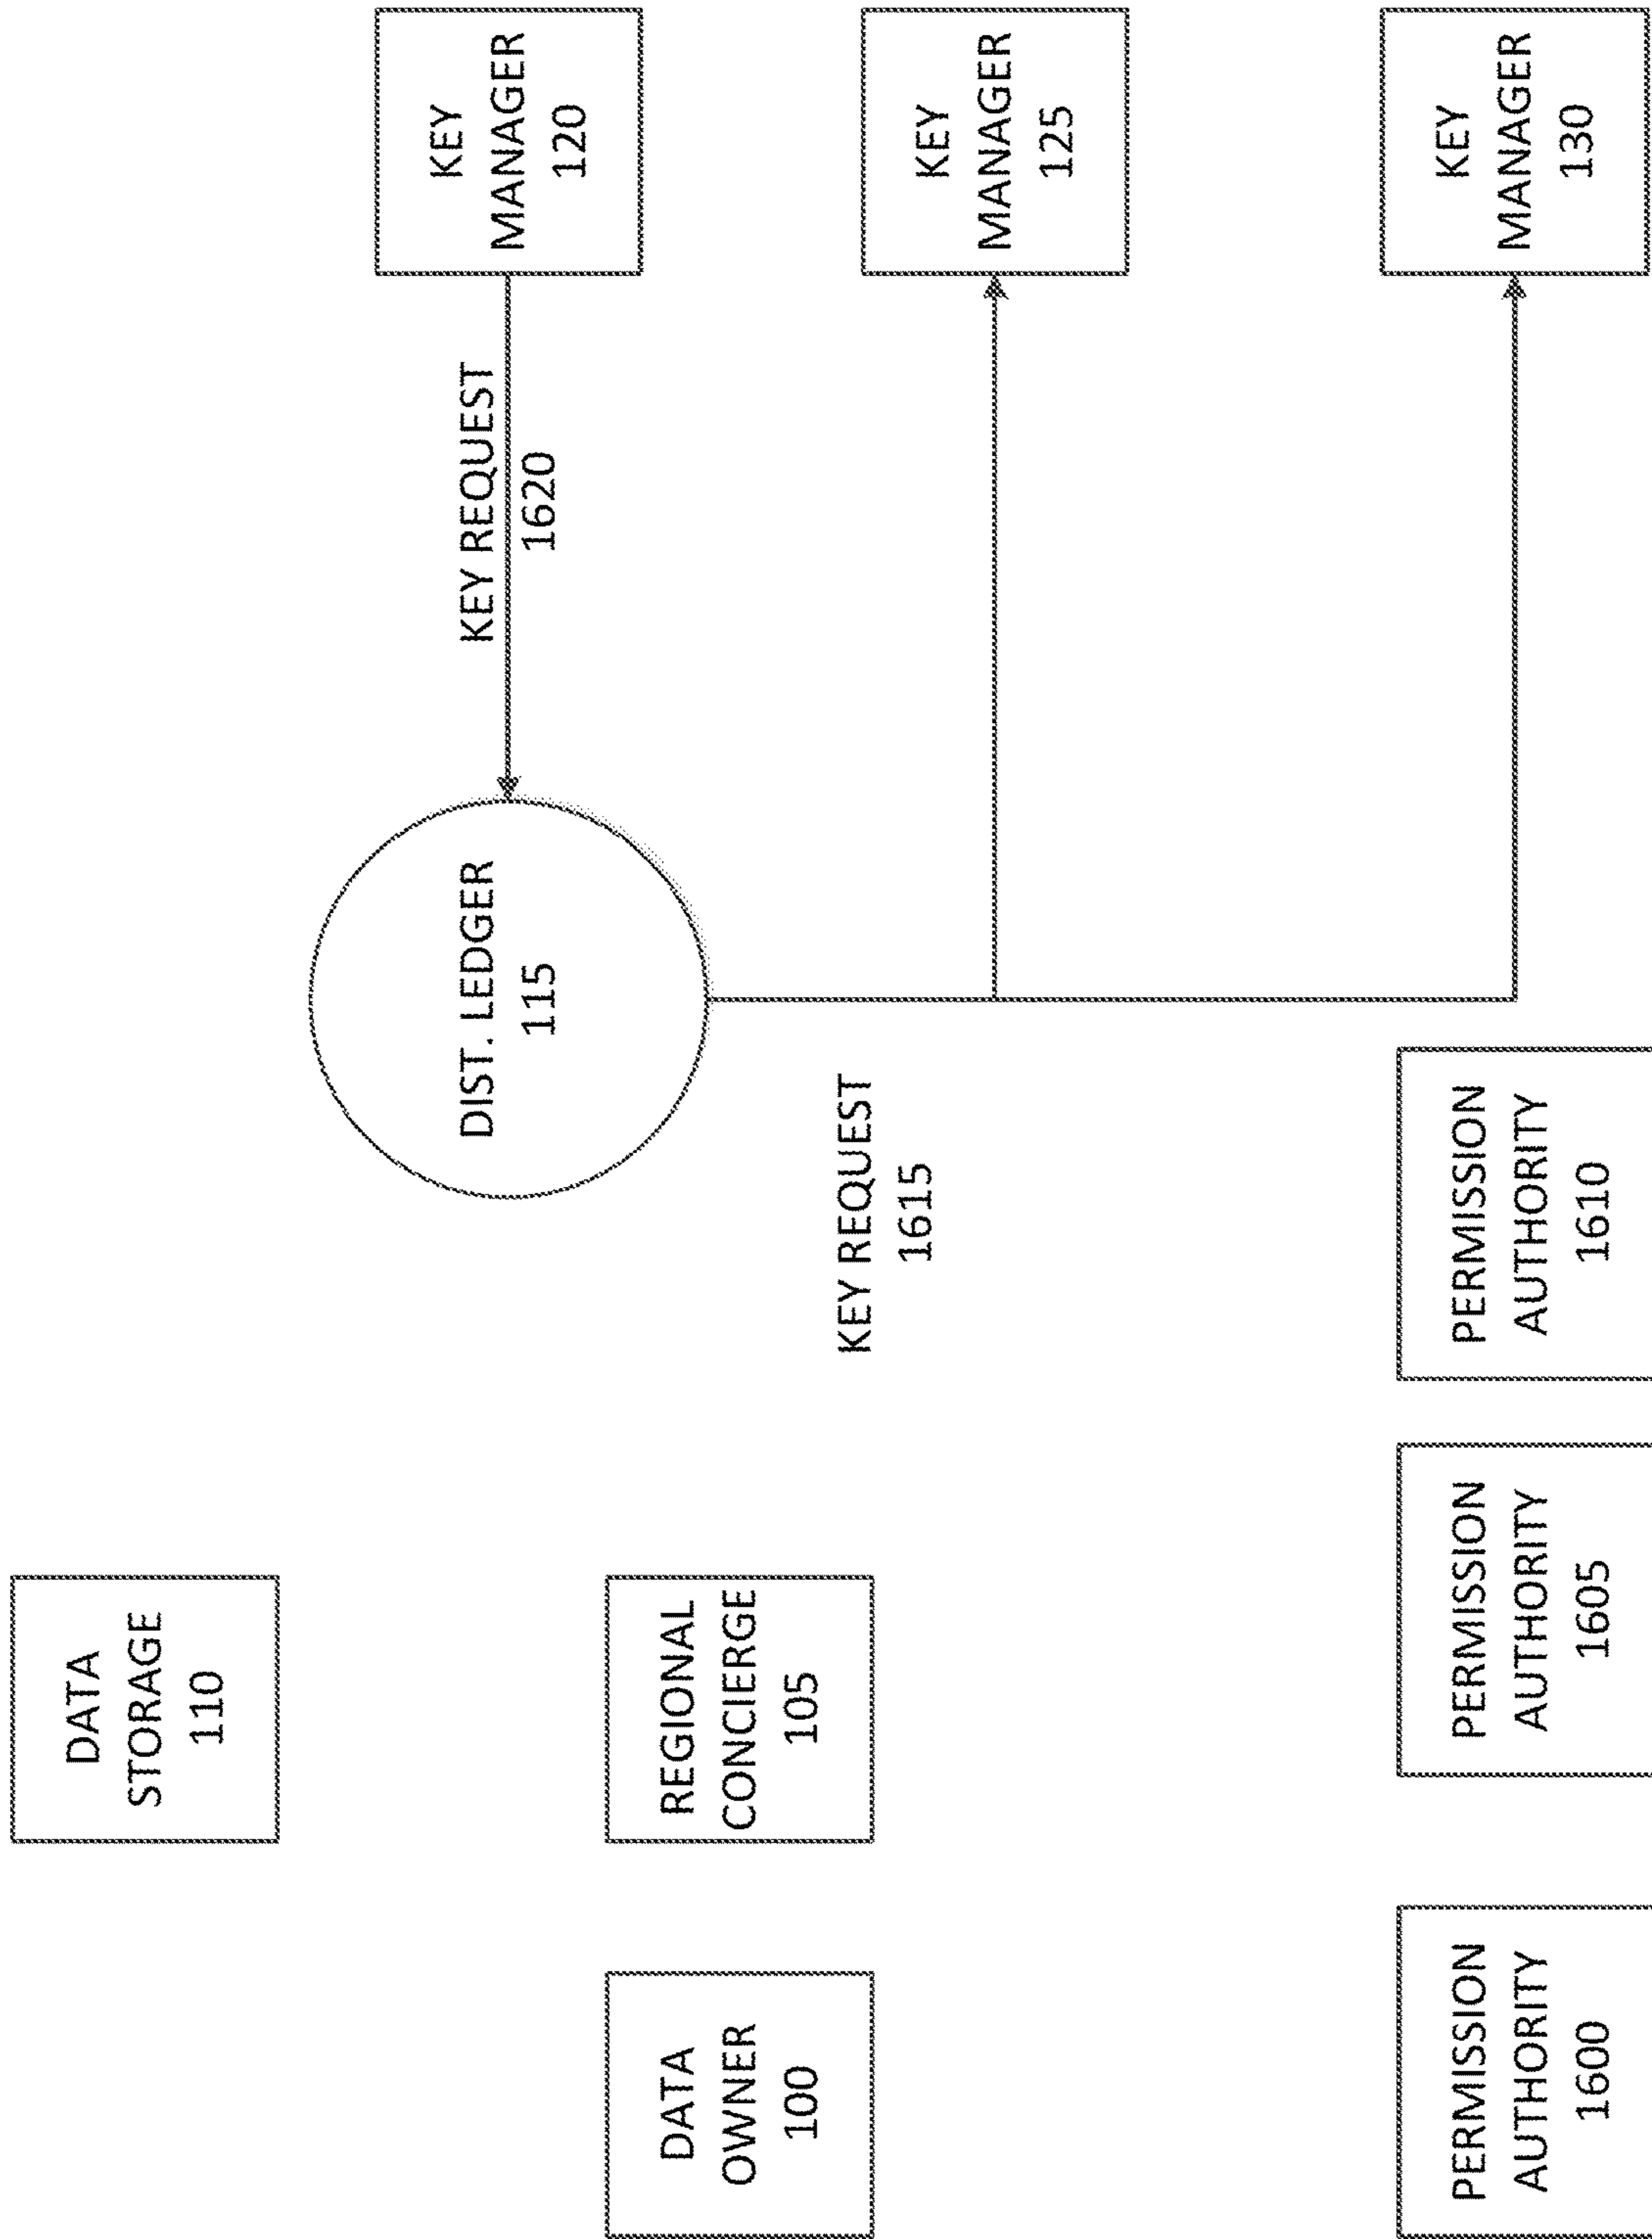 DATA
STORAGE
110
DIST. LEDGER
115
KEY REQUEST
1620
KEY
MANAGER
120
DATA
OWNER
100
REGIONAL
CONCIERGE
105
KEY REQUEST
1615
KEY
MANAGER
125
PERMISSION
AUTHORITY
1600
PERMISSION
AUTHORITY
1605
PERMISSION
AUTHORITY
1610
KEY
MANAGER
130